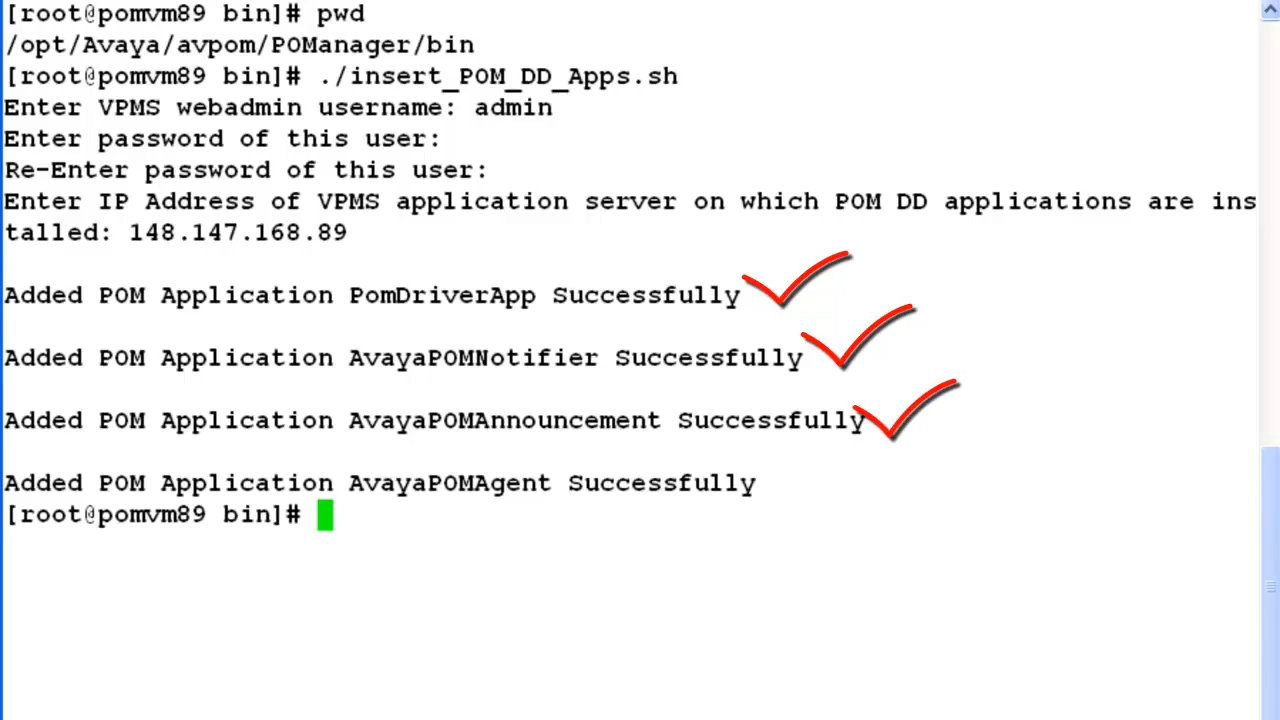 [root@pomvm89 bin]# pwd
/opt/Avaya/avpom/POManager/bin
[root@pomvm89 bin]# ./insert_POM_DD_Apps.sh
Enter VPMS webadmin username: admin
Enter password of this user:
Re-Enter password of this user:
Enter IP Address of VPMS application server on which POM DD applications are ins
talled: 148.147.168.89
Added POM Application PomDriverApp Successfully
Added POM Application AvayaPOMNotifier Successfully
Added POM Application AvayaPOMAnnouncement Successfully
Added POM Application AvayaPOMAgent Successfully
[root@pomvm89 bin]#